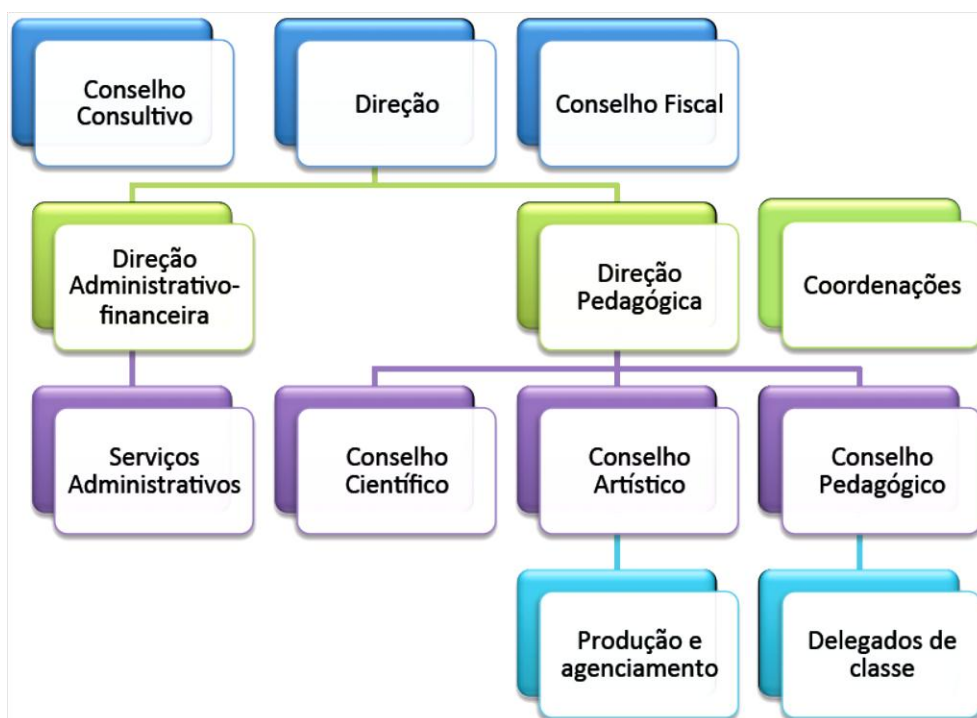 Conselho
Consultivo
Direção
Conselho Fiscal
Direção
Administrativo-
financeira
Direção
Pedagógica
Coordenações
Serviços
Administrativos
Conselho
Científico
Conselho
Artístico
Conselho
Pedagógico
Produção e
agenciamento
Delegados de
classe